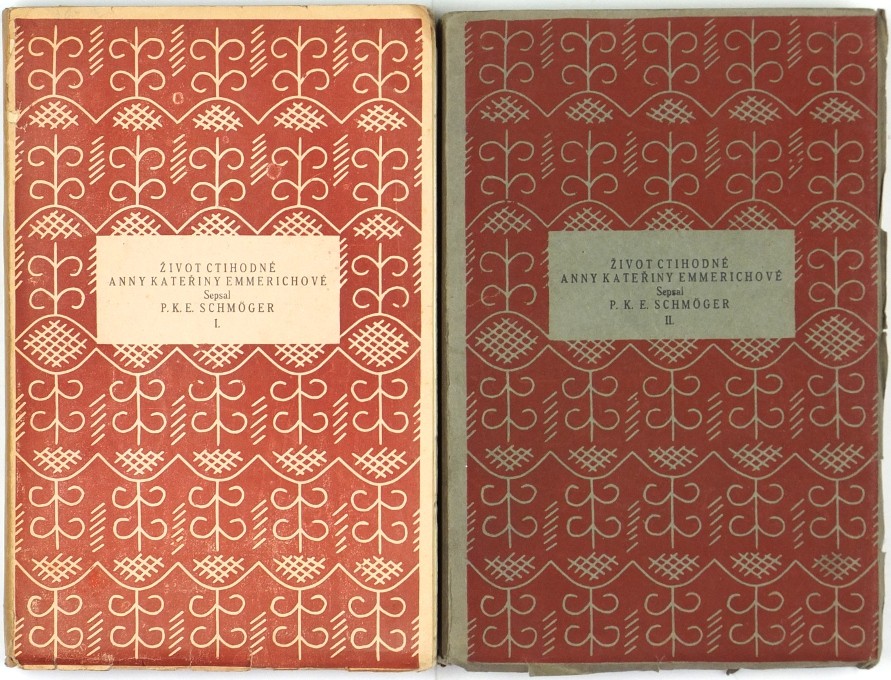 ŽIVOT CTIHODNÉ
ANNY KATEŘINY EMMERICHOVÉ
Sepsal
P. K. E. SCHMÖGER
I.
ŽIVOT CTIHODNÉ
ANNY KATEŘINY EMMERICHOVÉ
Sepsal
P. K. E. SCHMÖGER
II.